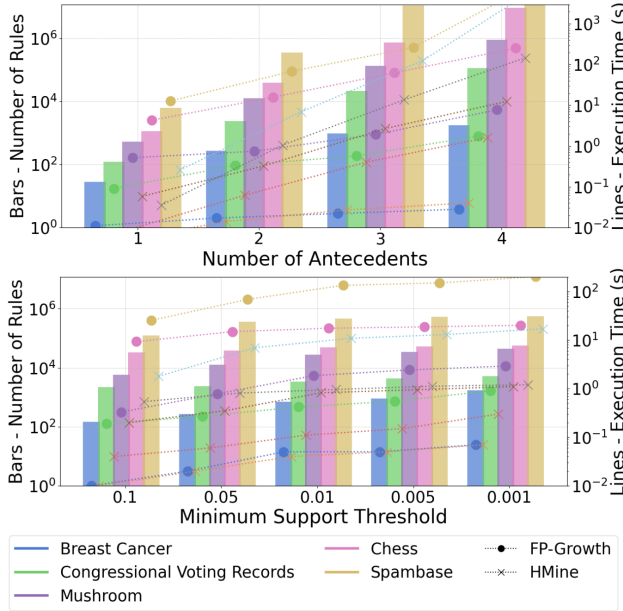 Bars - Number of Rules
10^6
10^4
10^2
10^0
10^3
10^2
10^1
10^0
10^-1
10^-2
Lines - Execution Time (s)
1 2 3 4
Number of Antecedents
Bars - Number of Rules
10^6
10^4
10^2
10^0
10^2
10^1
10^0
10^-1
10^-2
Lines - Execution Time (s)
0.1 0.05 0.01 0.005 0.001
Minimum Support Threshold
Breast Cancer Chess FP-Growth
Congressional Voting Records Spambase HMine
Mushroom